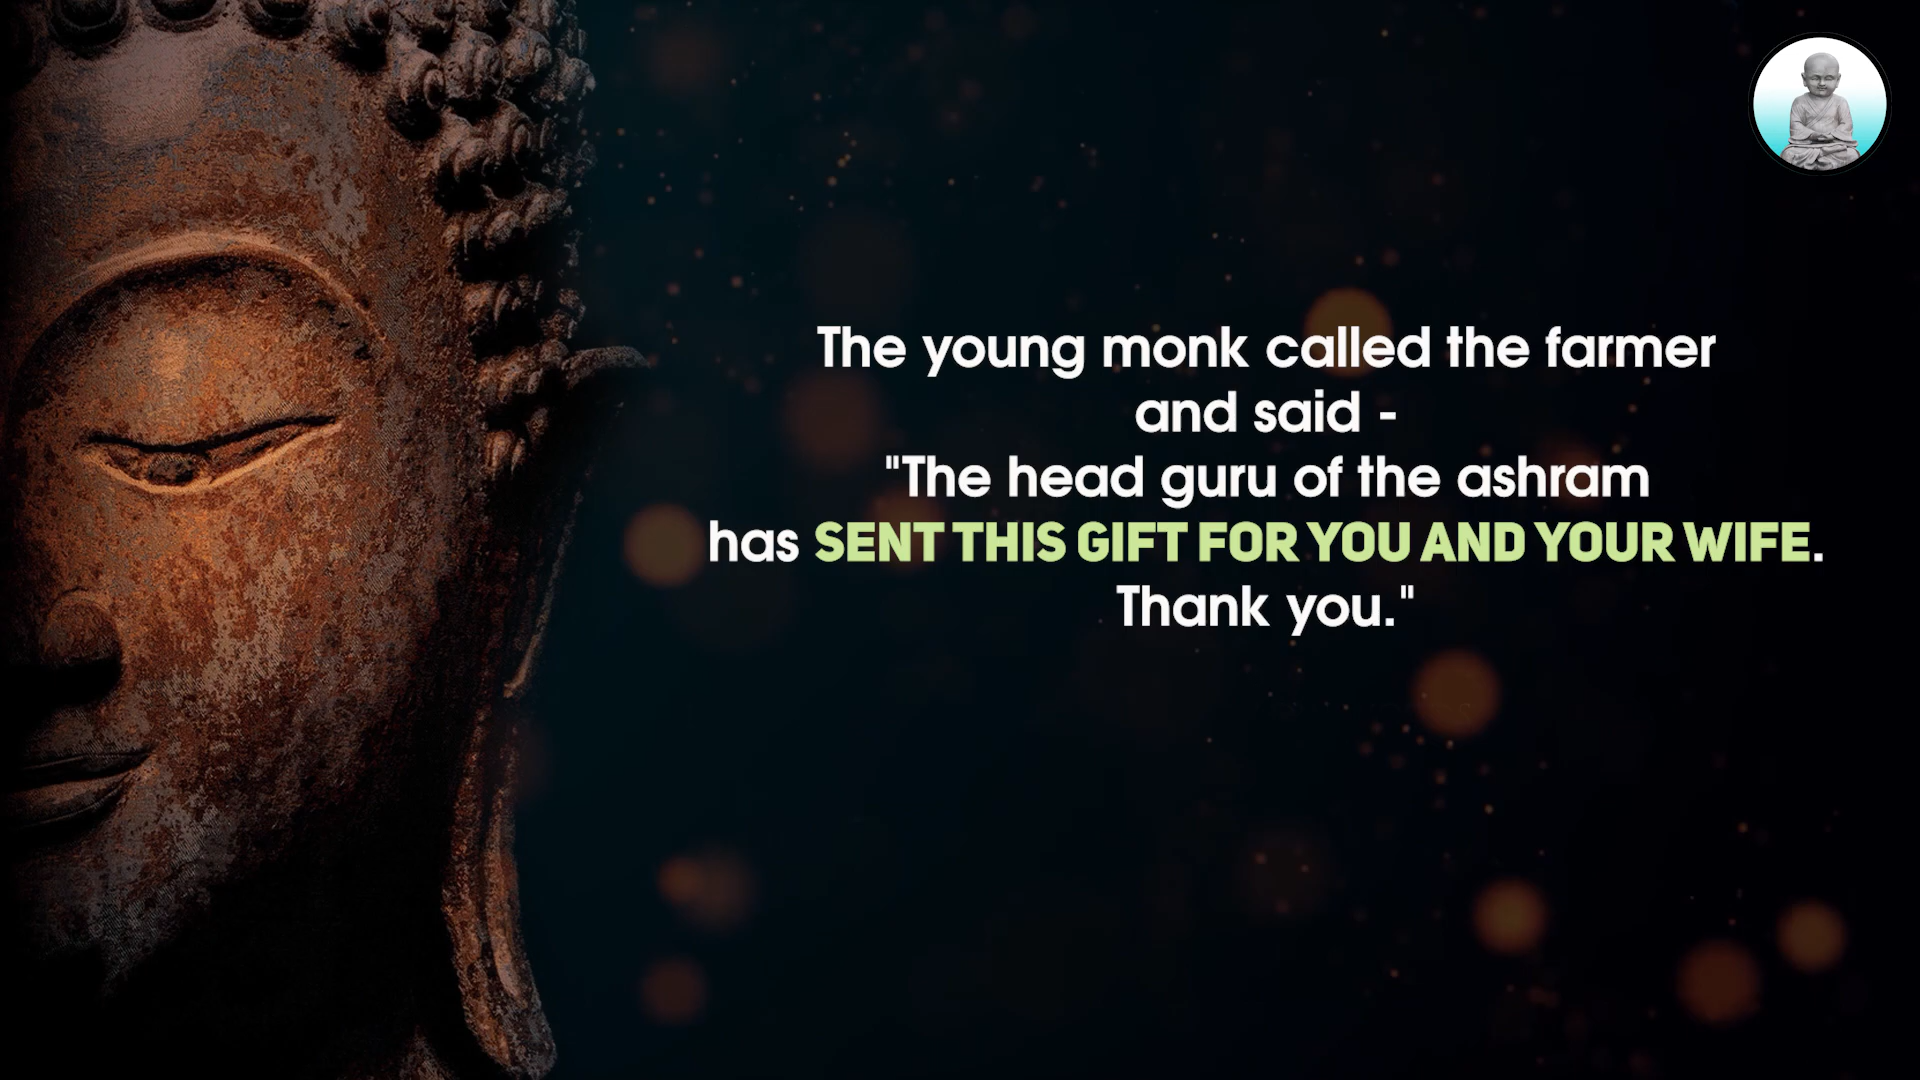 The young monk called the farmer
and said -
"The head guru of the ashram
has SENT THIS GIFT FOR YOU AND YOUR WIFE.
Thank you."